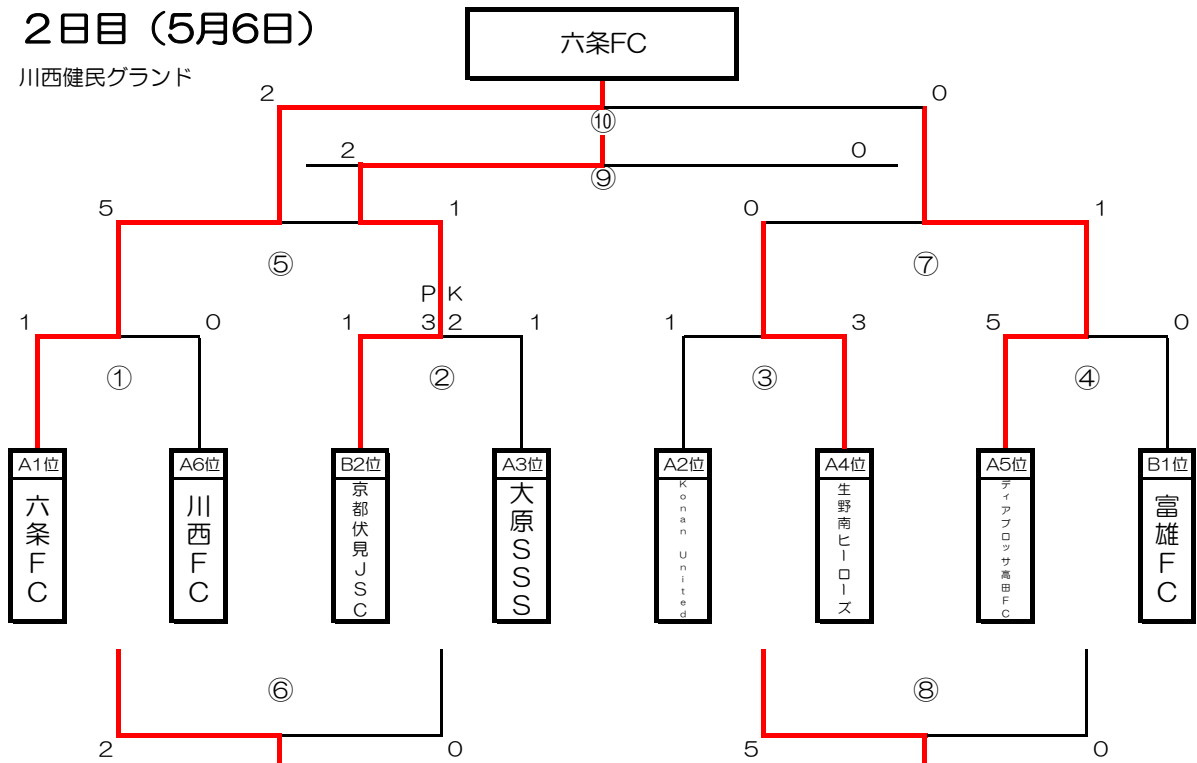 ２日目（５月６日）
六条FC
川西健民グランド
2 0
⑩
2 0
⑨
5 1 0 1
⑤ ⑦
P K
1 0 1 3 2 1 1 3 5 0
① ② ③ ④
A1位 A6位 B2位 A3位 A2位 A4位 A5位 B1位
六条ＦＣ
川西ＦＣ
京都伏見ＪＳＣ
大原ＳＳＳ
Konan United
生野南ヒーローズ
ディアブロッサ高田ＦＣ
富雄ＦＣ
⑥ ⑧
2 0 5 0